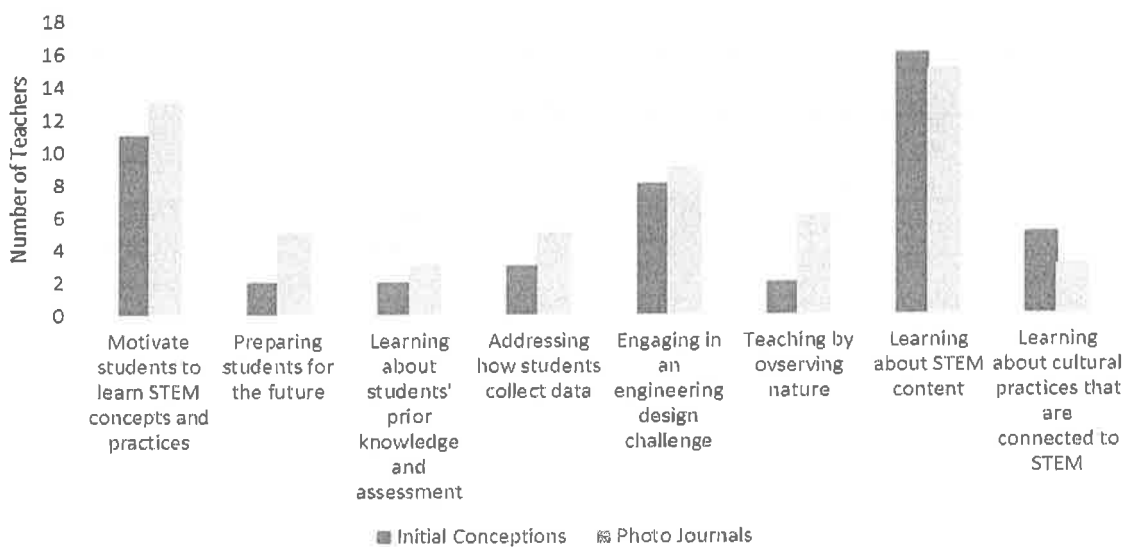 18
16
14
12
10
8
6
4
2
0
Number of Teachers
Motivate
students to
learn STEM
concepts and
practices
Preparing
students for
the future
Learning
about
students'
prior
knowledge
and
assessment
Addressing
how students
collect data
Engaging in
an
engineering
design
challenge
Teaching by
ovserving
nature
Learning
about STEM
content
Learning
about cultural
practices that
are
connected to
STEM
Initial Conceptions
Photo Journals